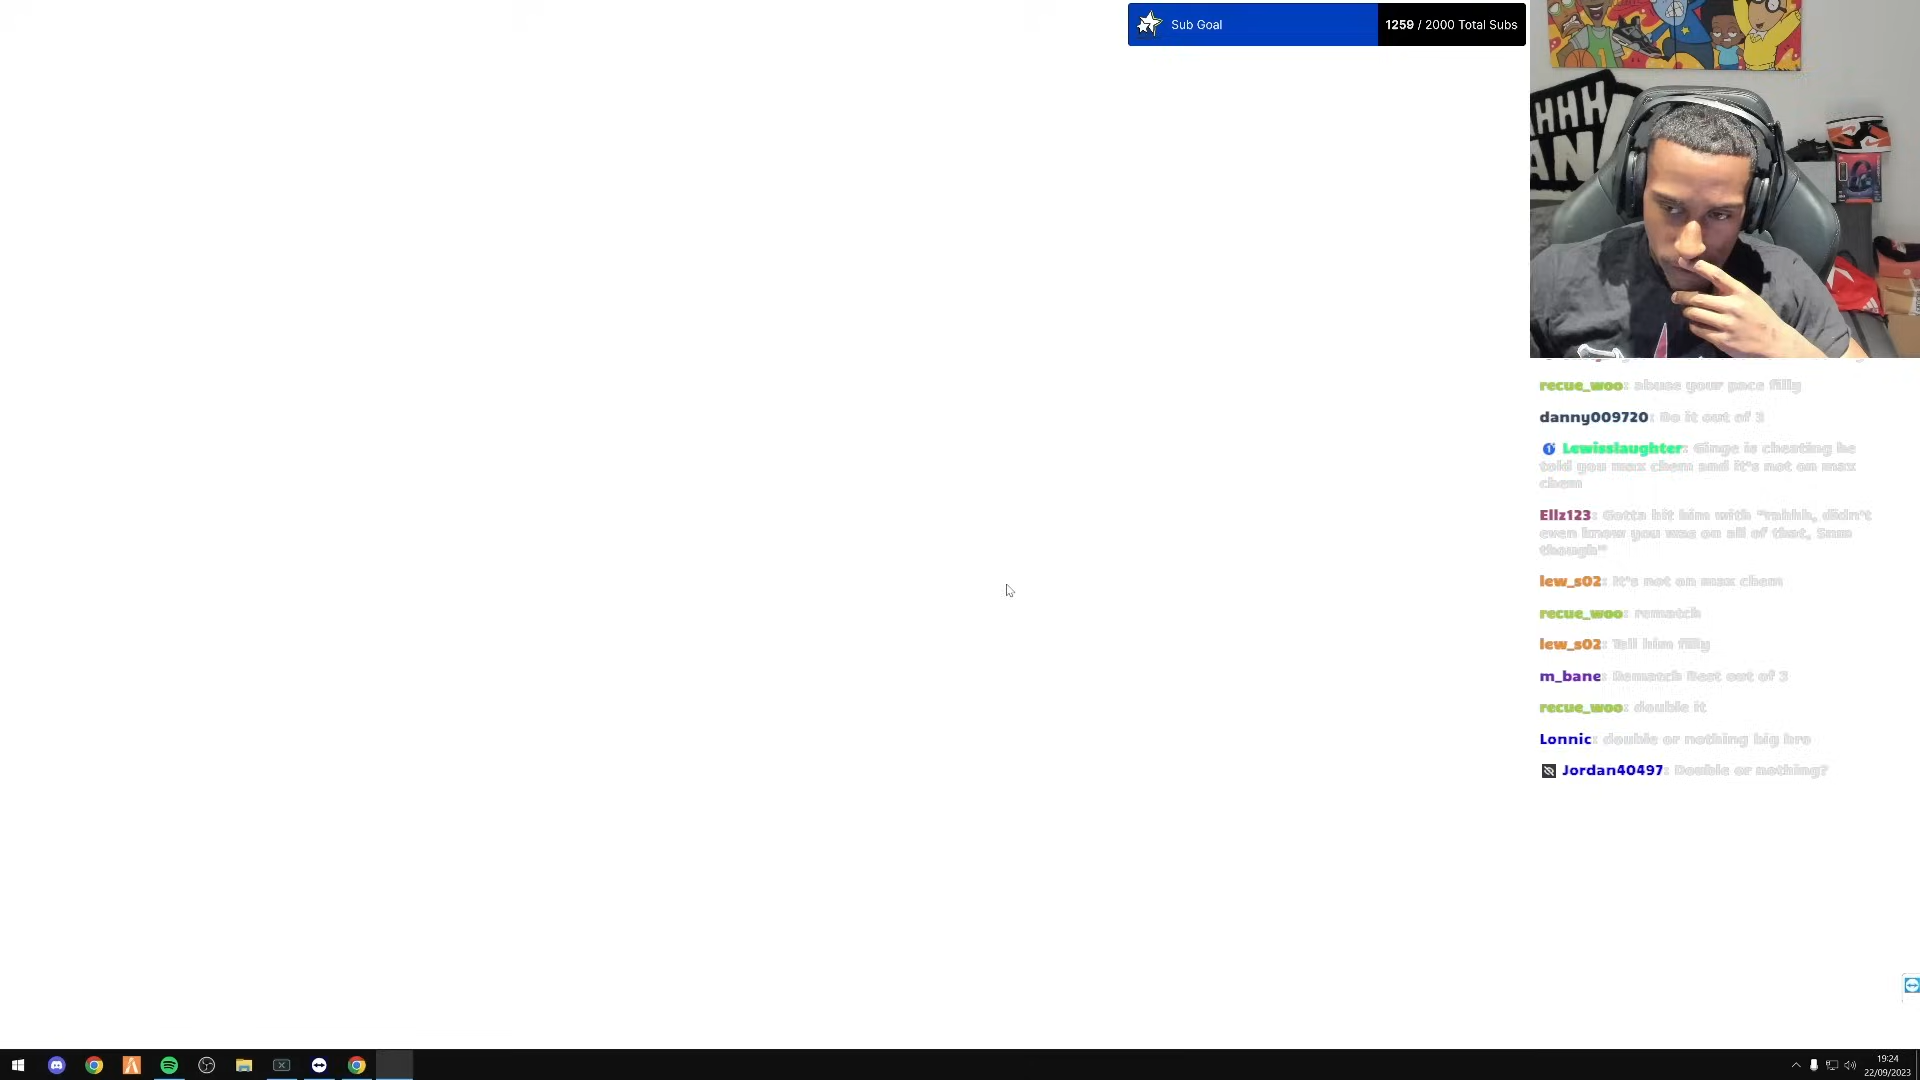 Sub Goal
1259 / 2000 Total Subs
HHH
AN
recue_woo: abuse your pace filly
danny009720: Do it out of 3
Lewisslaughter: Ginge is cheating he
told you max chem and it's not on max
chem
Ellz123: Gotta hit him with "rahhh, didn't
even know you was on all of that, 5nm
though"
lew_s02: It's not on max chem
recue_woo: rematch
lew_s02: Tell him filly
m_bane: Rematch Best out of 3
recue_woo: double it
Lonnic: double or nothing big bro
Jordan40497: Double or nothing?
19:24
22/09/2023